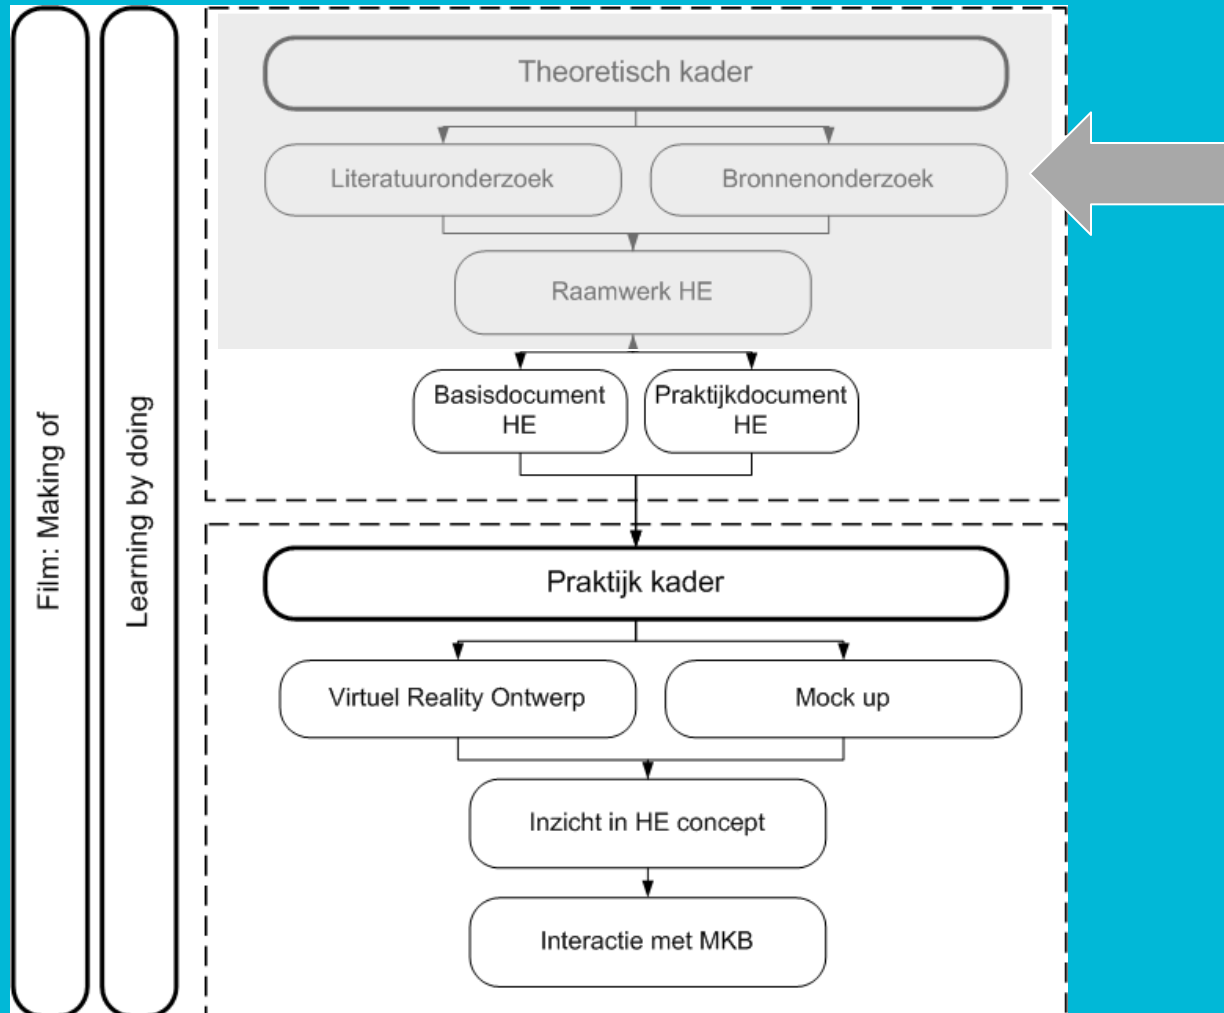 Film: Making of
Learning by doing
Theoretisch kader
Literatuuronderzoek
Bronnenonderzoek
Raamwerk HE
Basisdocument
HE
Praktijkdocument
HE
Praktijk kader
Virtuel Reality Ontwerp
Mock up
Inzicht in HE concept
Interactie met MKB